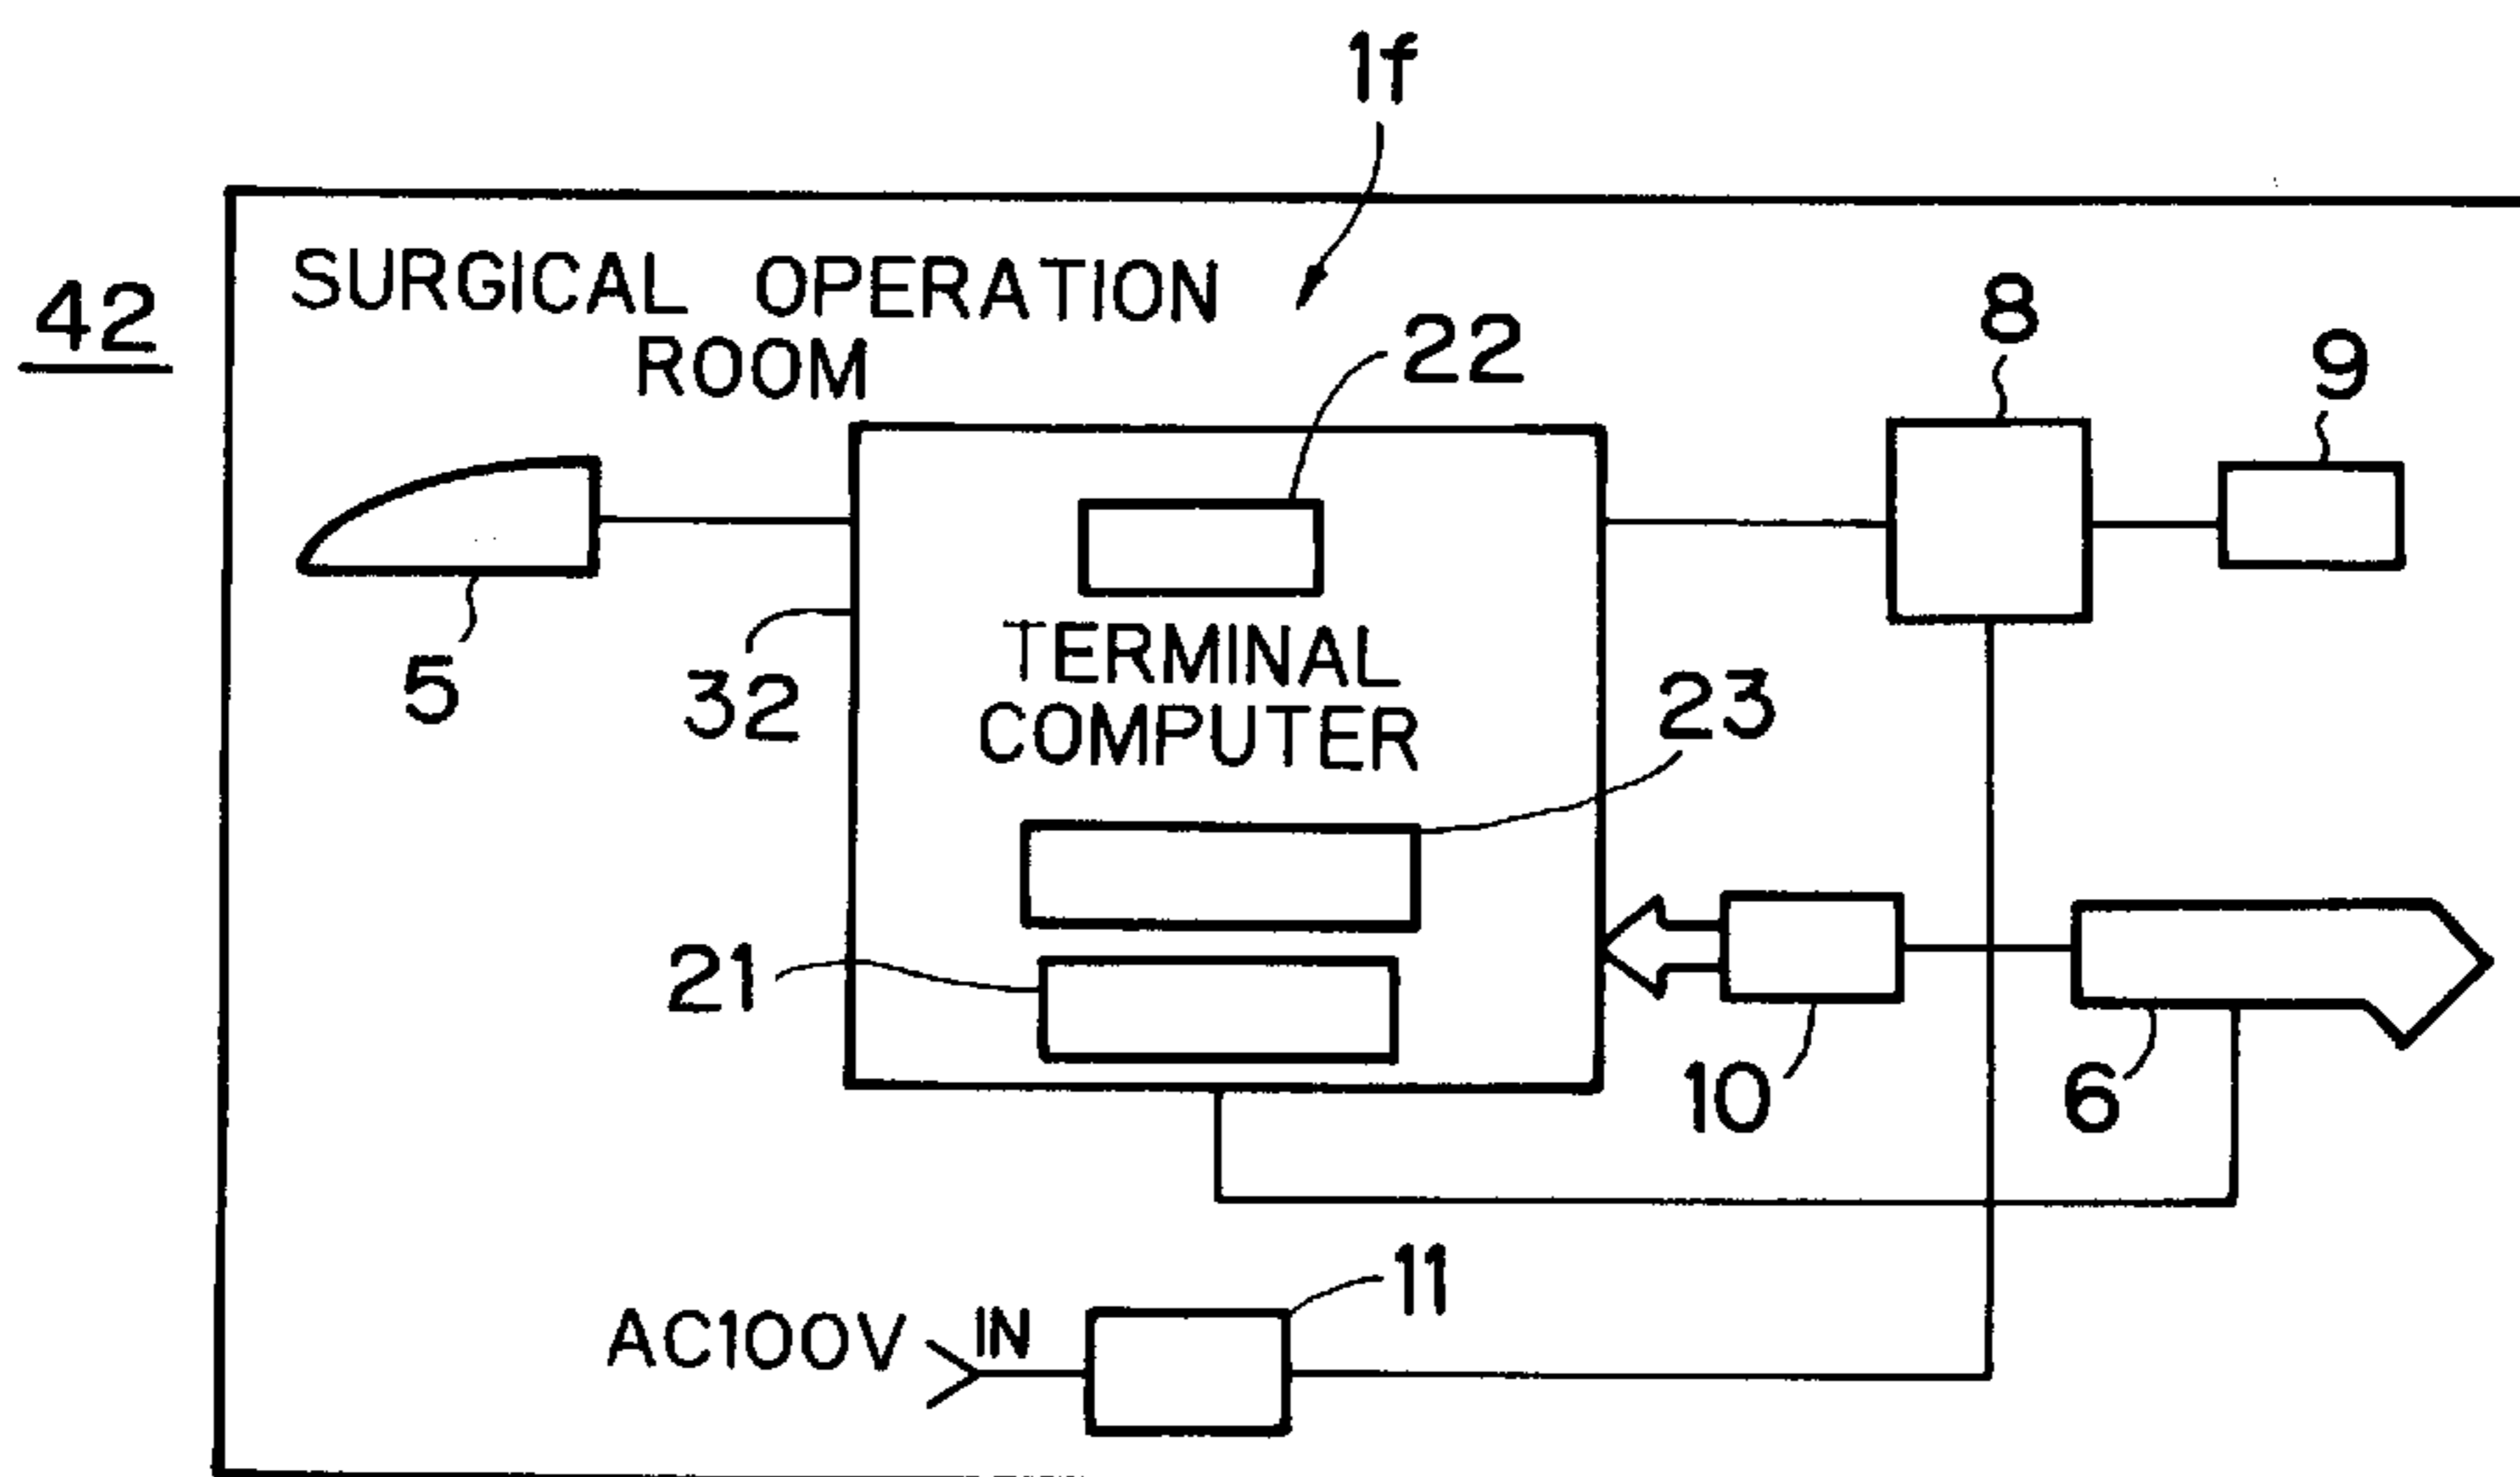 1f
SURGICAL OPERATION
ROOM
42
22
8
9
5
32
TERMINAL
COMPUTER
23
21
10
6
11
AC100V IN